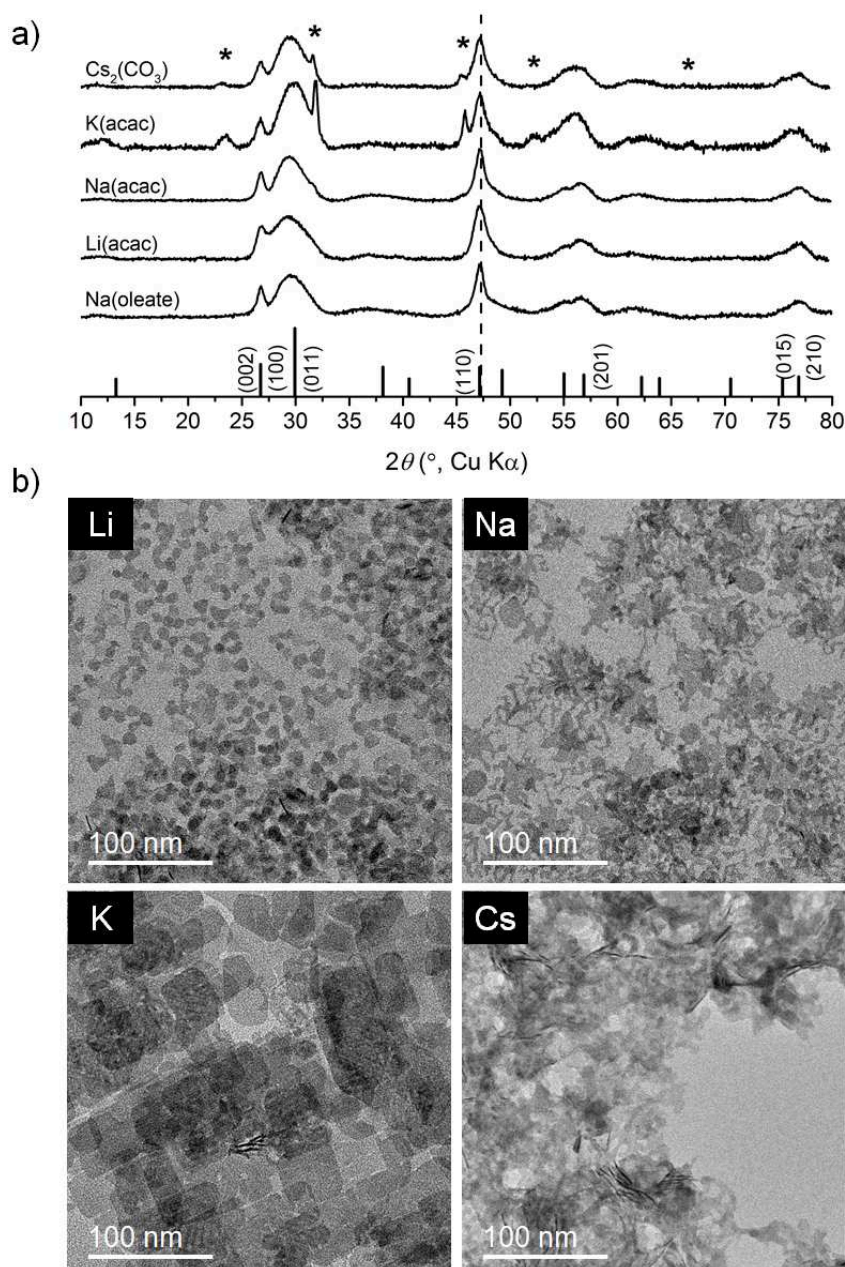 a)
* * * * *
Cs₂(CO₃)
K(acac)
Na(acac)
Li(acac)
Na(oleate)
(002) (100) (011) (110) (201) (015) (210)
10 15 20 25 30 35 40 45 50 55 60 65 70 75 80
2θ (°, Cu Kα)
b)
Li Na
100 nm 100 nm
K Cs
100 nm 100 nm